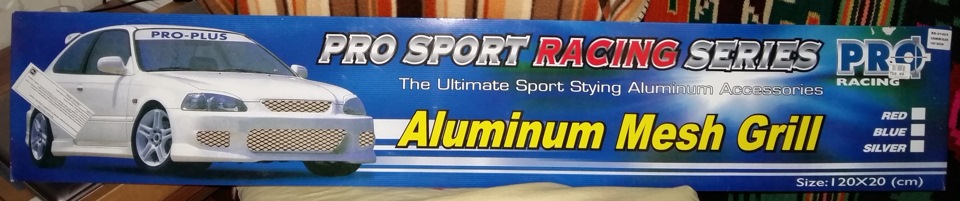 PRO-PLUS
PRO SPORT RACING SERIES
The Ultimate Sport Stying Aluminum Accessories
Aluminum Mesh Grill
PRO
RACING
RED
BLUE
SILVER
Size:120X20 (cm)